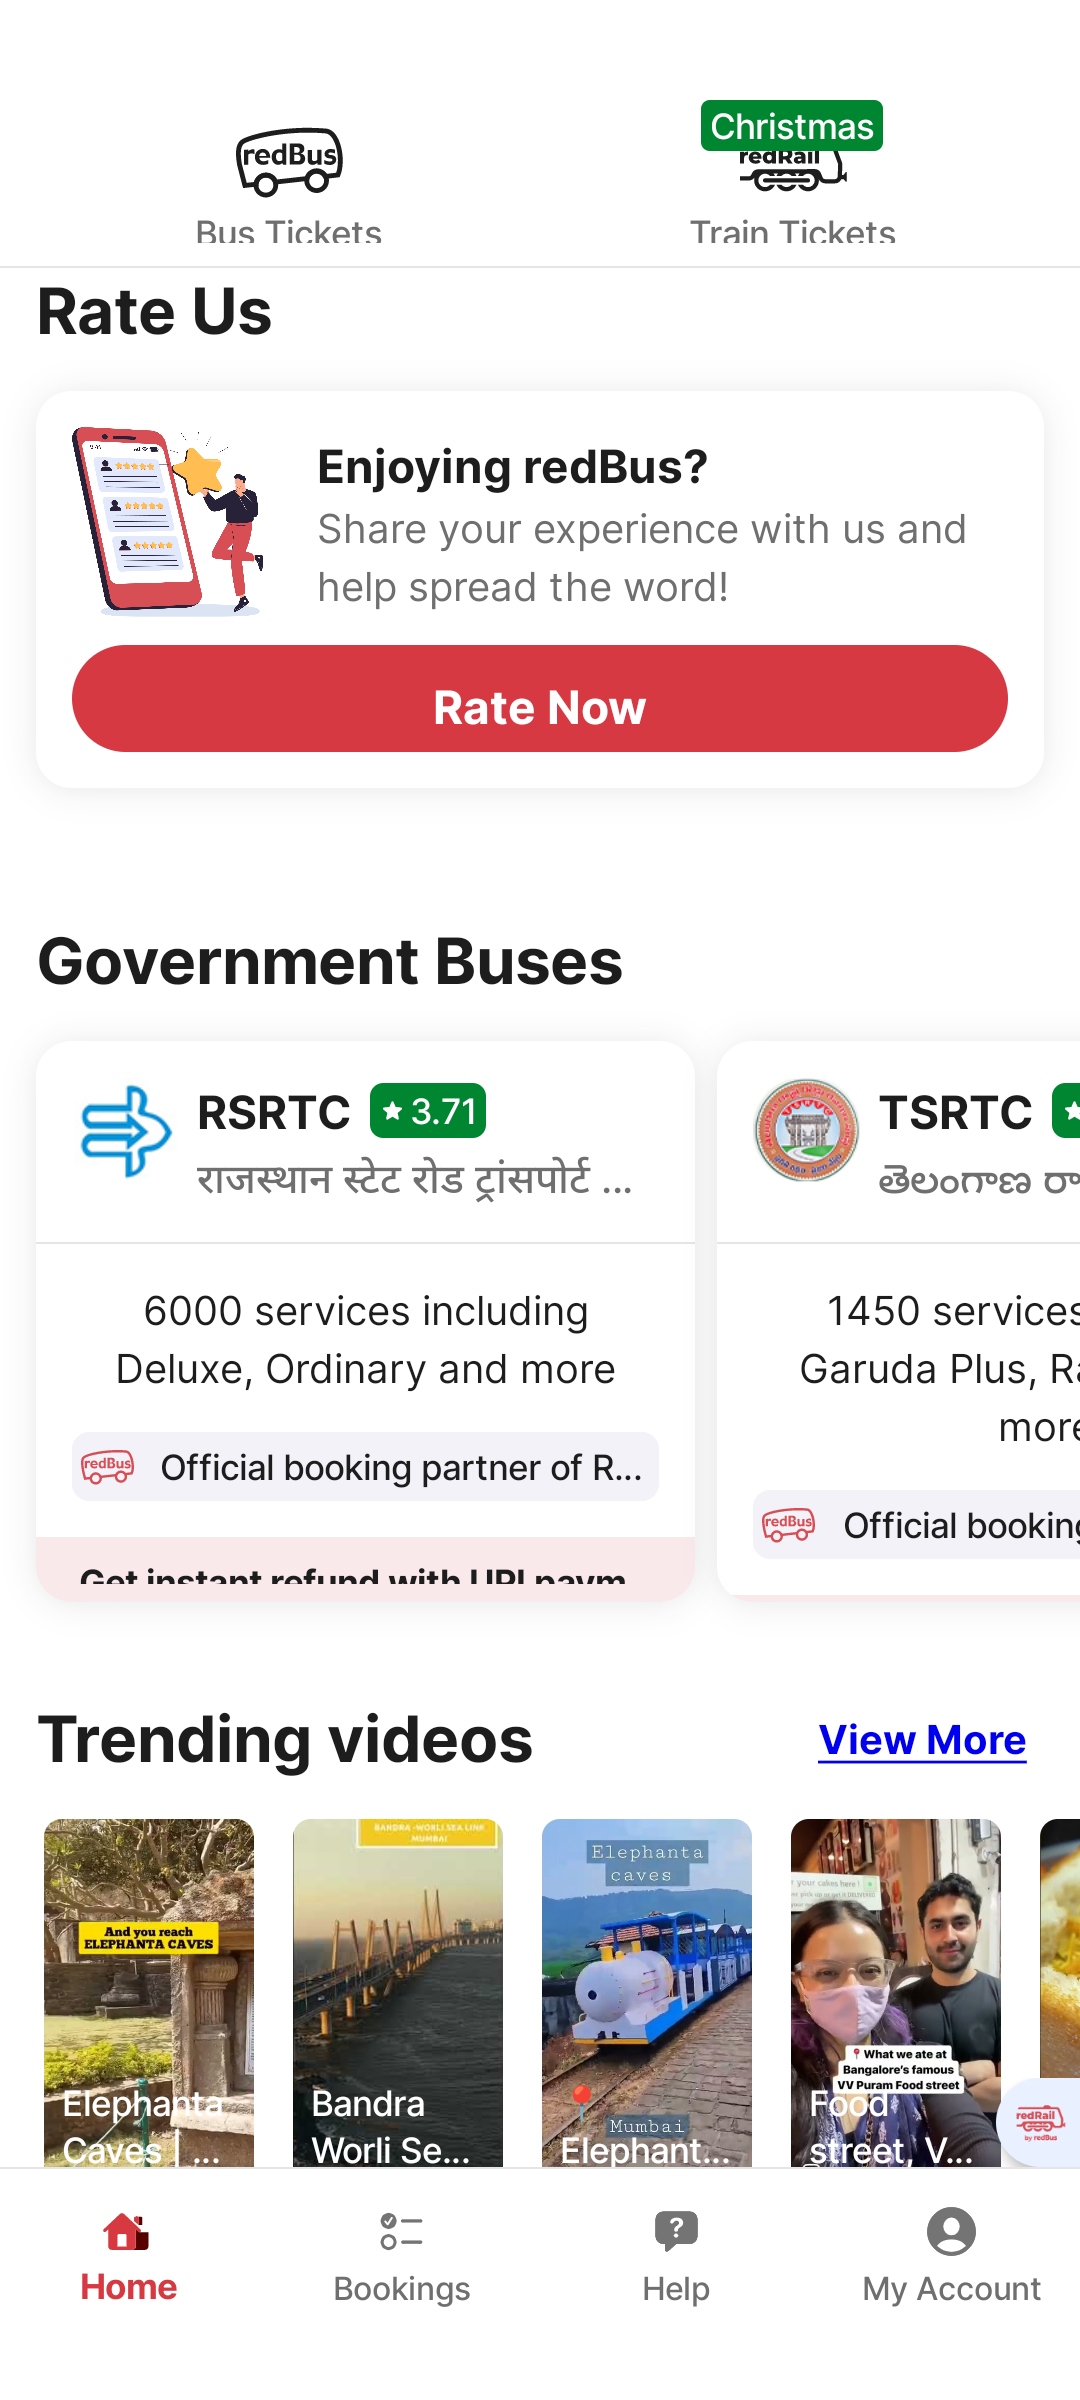 redBus
Bus Tickets
Christmas
redRail
Train Tickets
Rate Us
Enjoying redBus?
Share your experience with us and
help spread the word!
Rate Now
Government Buses
RSRTC
3.71
राजस्थान स्टेट रोड ट्रांसपोर्ट ...
6000 services including
Deluxe, Ordinary and more
redBus
Official booking partner of R...
Get instant refund with UPI paym
TSRTC
తెలంగాణ రా
1450 services
Garuda Plus, Ra
more
redBus
Official booking
Trending videos
View More
And you reach
ELEPHANTA CAVES
Elephanta
Caves | ...
BANDRA -WORLI SEA LINK
MUMBAI
Bandra
Worli Se...
Elephanta
caves
Mumbai
Elephant...
your cakes here !
What we ate at
Bangalore's famous
VV Puram Food street
Food
street, V...
redRail
by redBus
Home
Bookings
Help
My Account